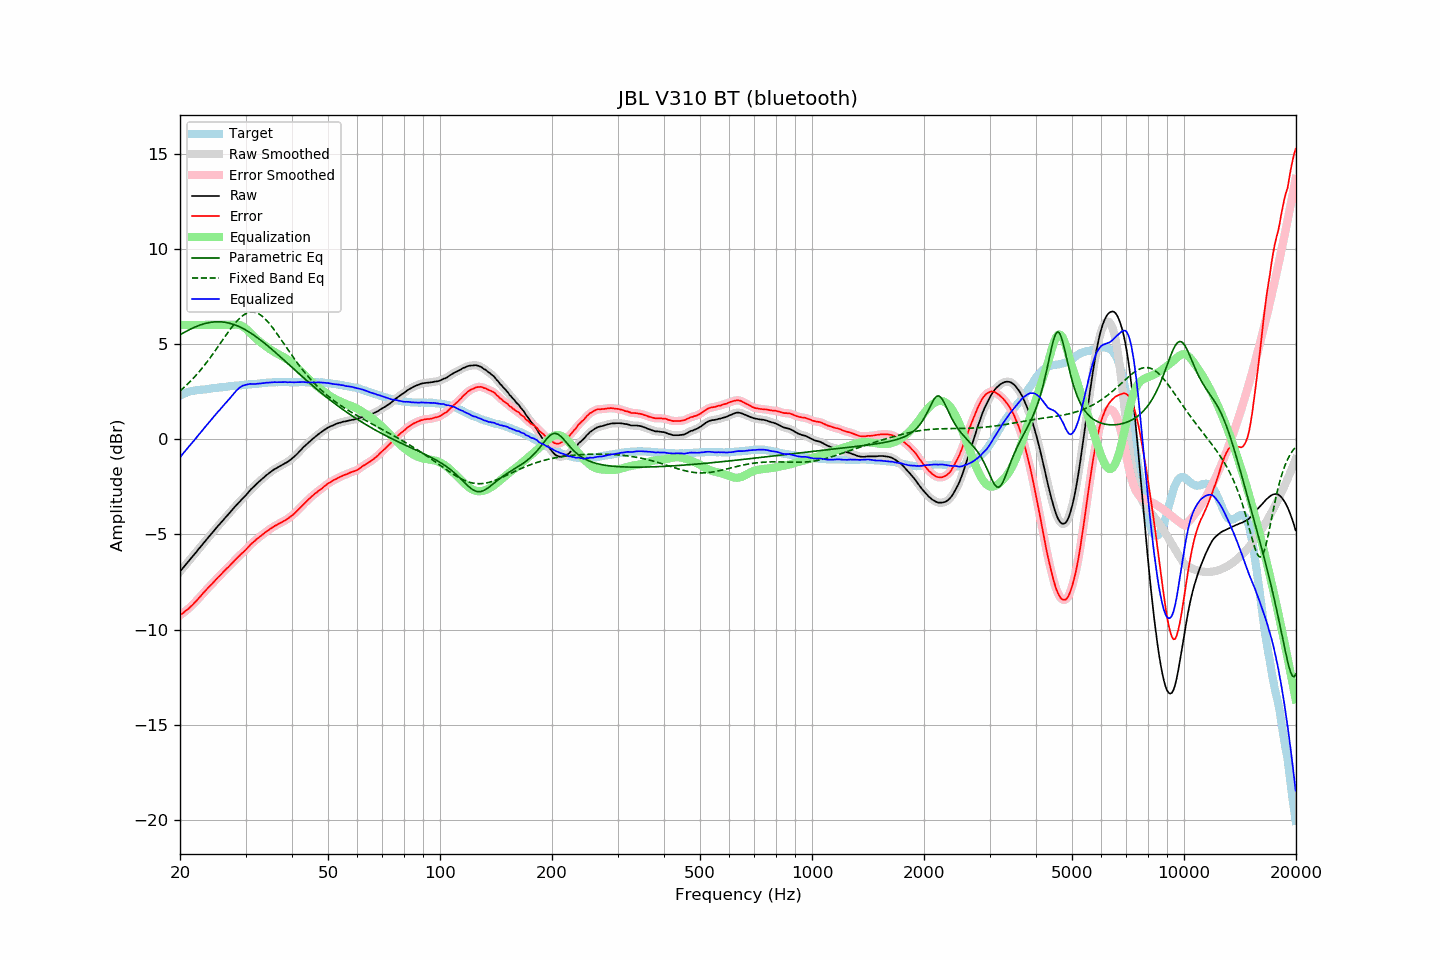 JBL V310 BT (bluetooth)
Target
Raw Smoothed
Error Smoothed
Raw
Error
Equalization
Parametric Eq
Fixed Band Eq
Equalized
Amplitude (dBr)
15
10
5
0
−5
−10
−15
−20
20 50 100 200 500 1000 2000 5000 10000 20000
Frequency (Hz)